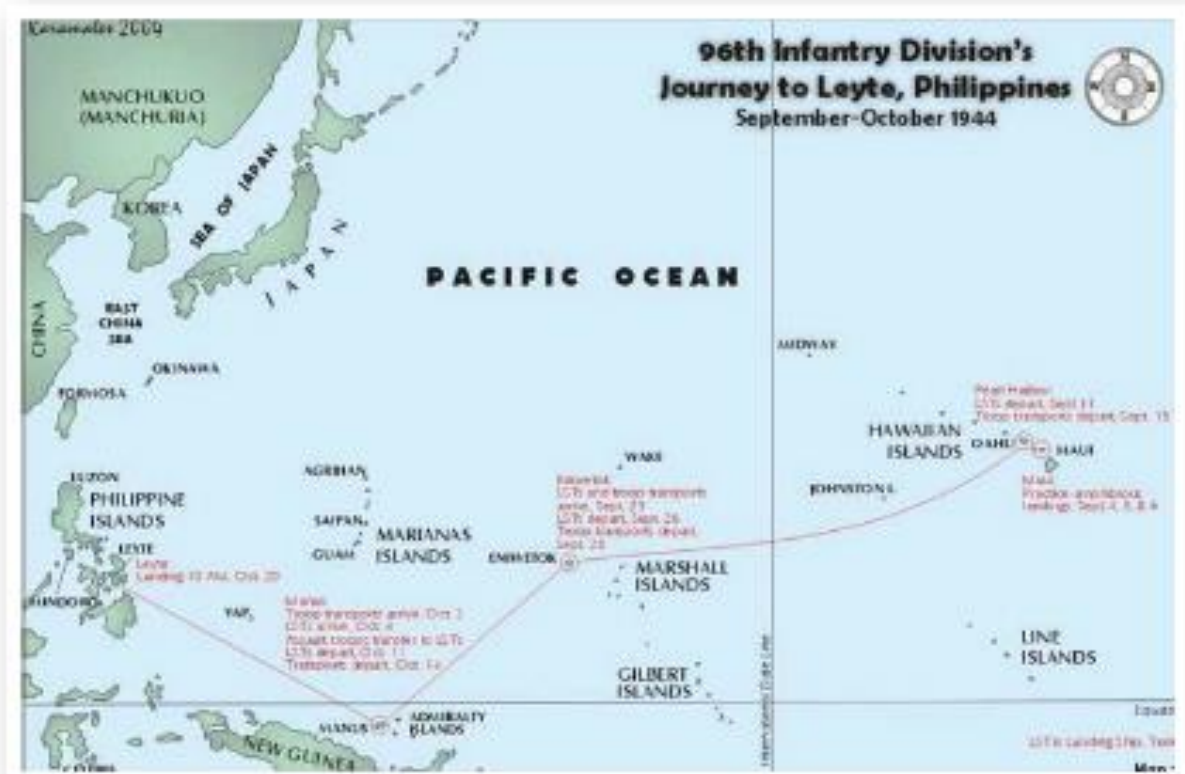 Karamales 2004
96th Infantry Division's
Journey to Leyte, Philippines
September-October 1944
MANCHUKUO
(MANCHURIA)
SEA OF JAPAN
KOREA
JAPAN
PACIFIC OCEAN
CHINA
EAST
CHINA
SEA
OKINAWA
FORMOSA
MIDWAY
Pearl Harbor
LSTs depart, Sept. 11
Troop transports depart, Sept. 15
HAWAIIAN
ISLANDS
OAHU
MAUI
Maui
Practice amphibious
landings, Sept.
JOHNSTON I.
WAKE
Eniwetok
LSTs and troop transports
arrive, Sept. 25
LSTs depart, Sept. 26
Troop transports depart,
Sept. 28
ENIWETOK
MARSHALL
ISLANDS
AGRIHAN
SAIPAN
GUAM
MARIANAS
ISLANDS
LUZON
PHILIPPINE
ISLANDS
LEYTE
Leyte
Landing 10 AM, Oct. 20
MINDORO
YAP
Manus
Troop transports arrive, Oct. 3
LSTs arrive, Oct. 4
Assault troops transfer to LSTs
LSTs depart, Oct. 11
Transports depart, Oct. 14
GILBERT
ISLANDS
International Date Line
LINE
ISLANDS
MANUS
ADMIRALTY
ISLANDS
NEW GUINEA
LSTs: Landing Ship,
Map